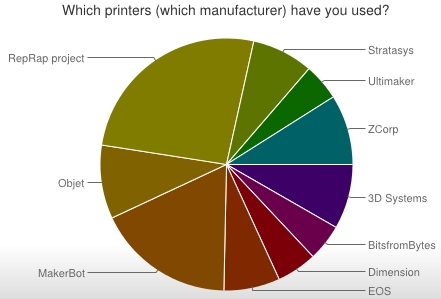 Which printers (which manufacturer) have you used?
RepRap project
Stratasys
Ultimaker
ZCorp
Objet
3D Systems
BitsfromBytes
MakerBot
Dimension
EOS